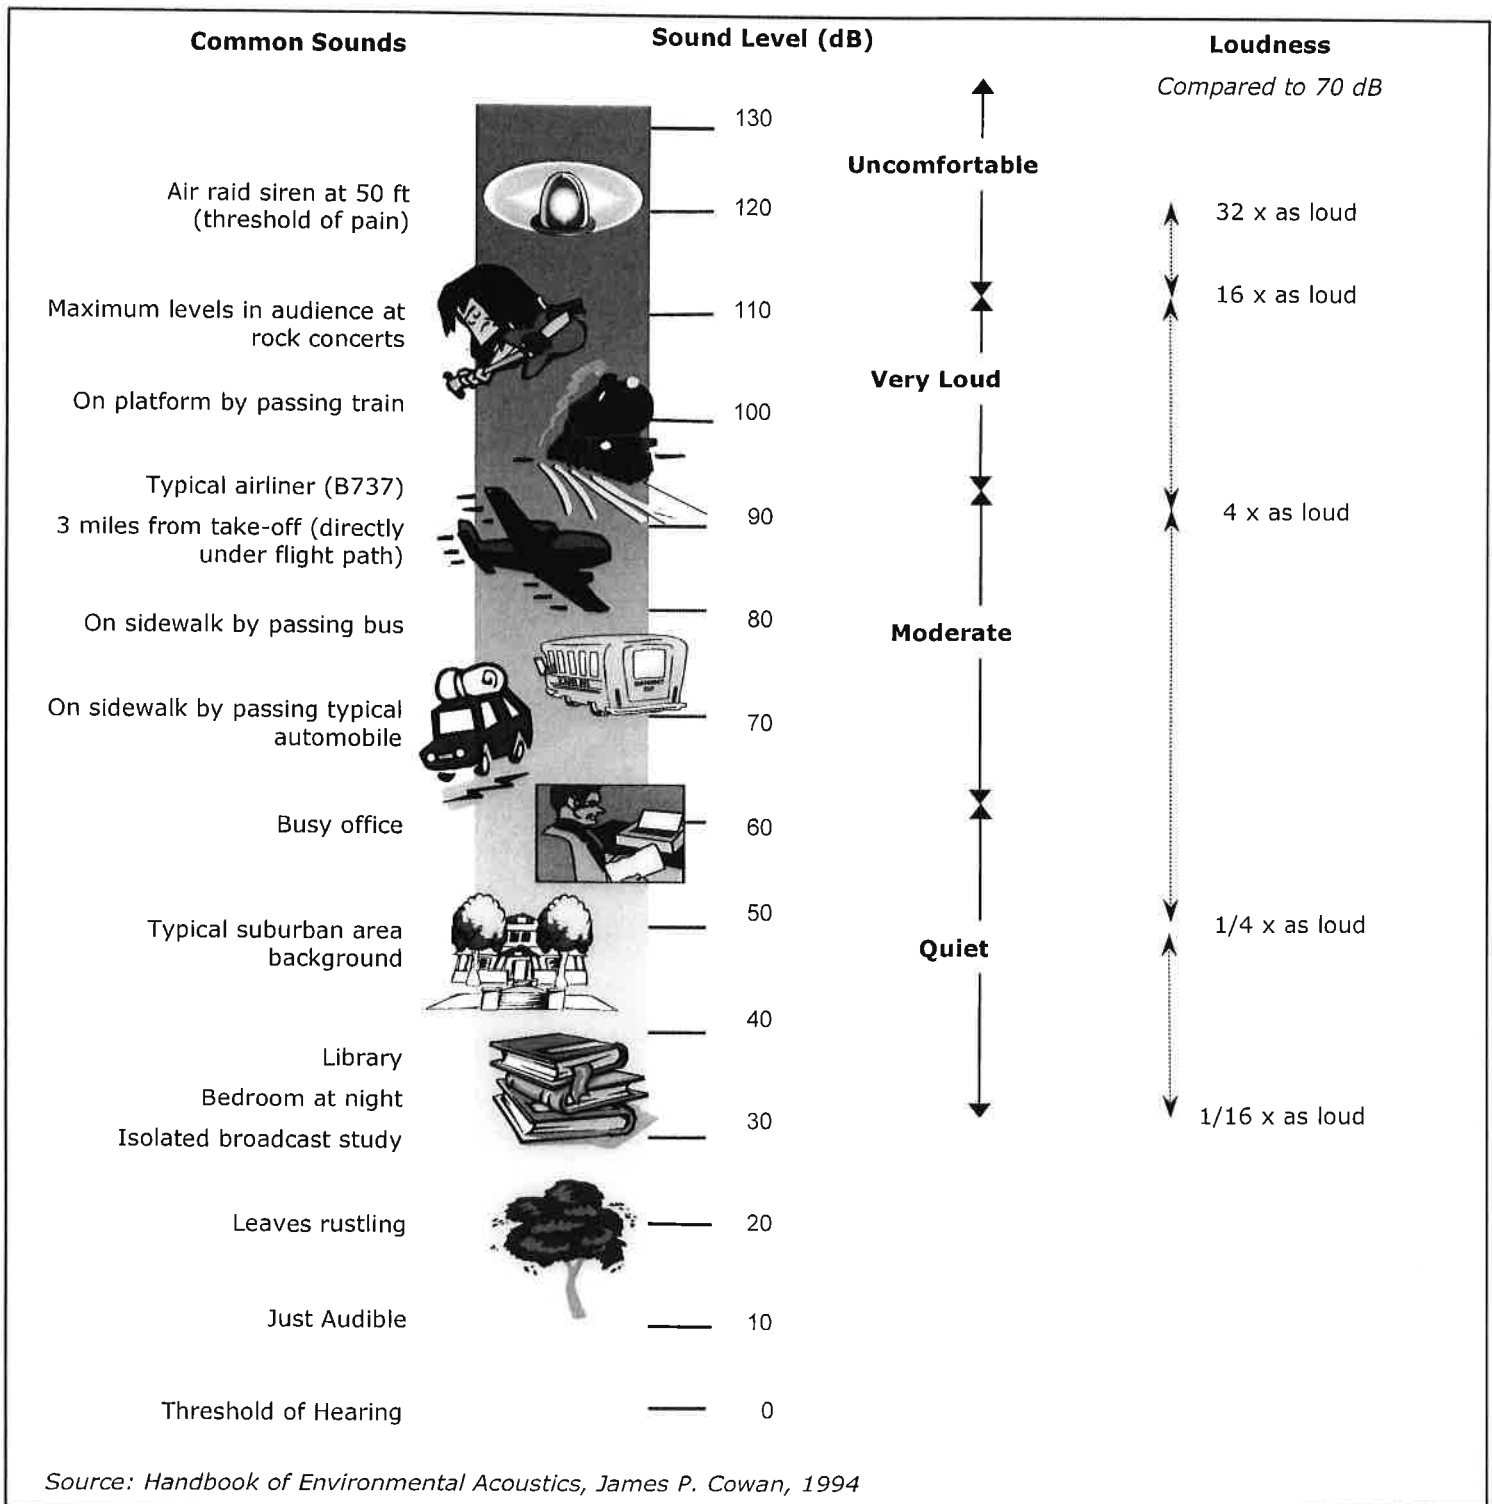 Common Sounds
Sound Level (dB)
Loudness
Compared to 70 dB
130
Uncomfortable
Air raid siren at 50 ft
(threshold of pain)
120
32 x as loud
16 x as loud
Maximum levels in audience at
rock concerts
110
Very Loud
On platform by passing train
100
Typical airliner (B737)
3 miles from take-off (directly
under flight path)
90
4 x as loud
On sidewalk by passing bus
80
Moderate
On sidewalk by passing typical
automobile
70
Busy office
60
Typical suburban area
background
50
1/4 x as loud
Quiet
40
Library
Bedroom at night
Isolated broadcast study
30
1/16 x as loud
Leaves rustling
20
Just Audible
10
Threshold of Hearing
0
Source: Handbook of Environmental Acoustics, James P. Cowan, 1994